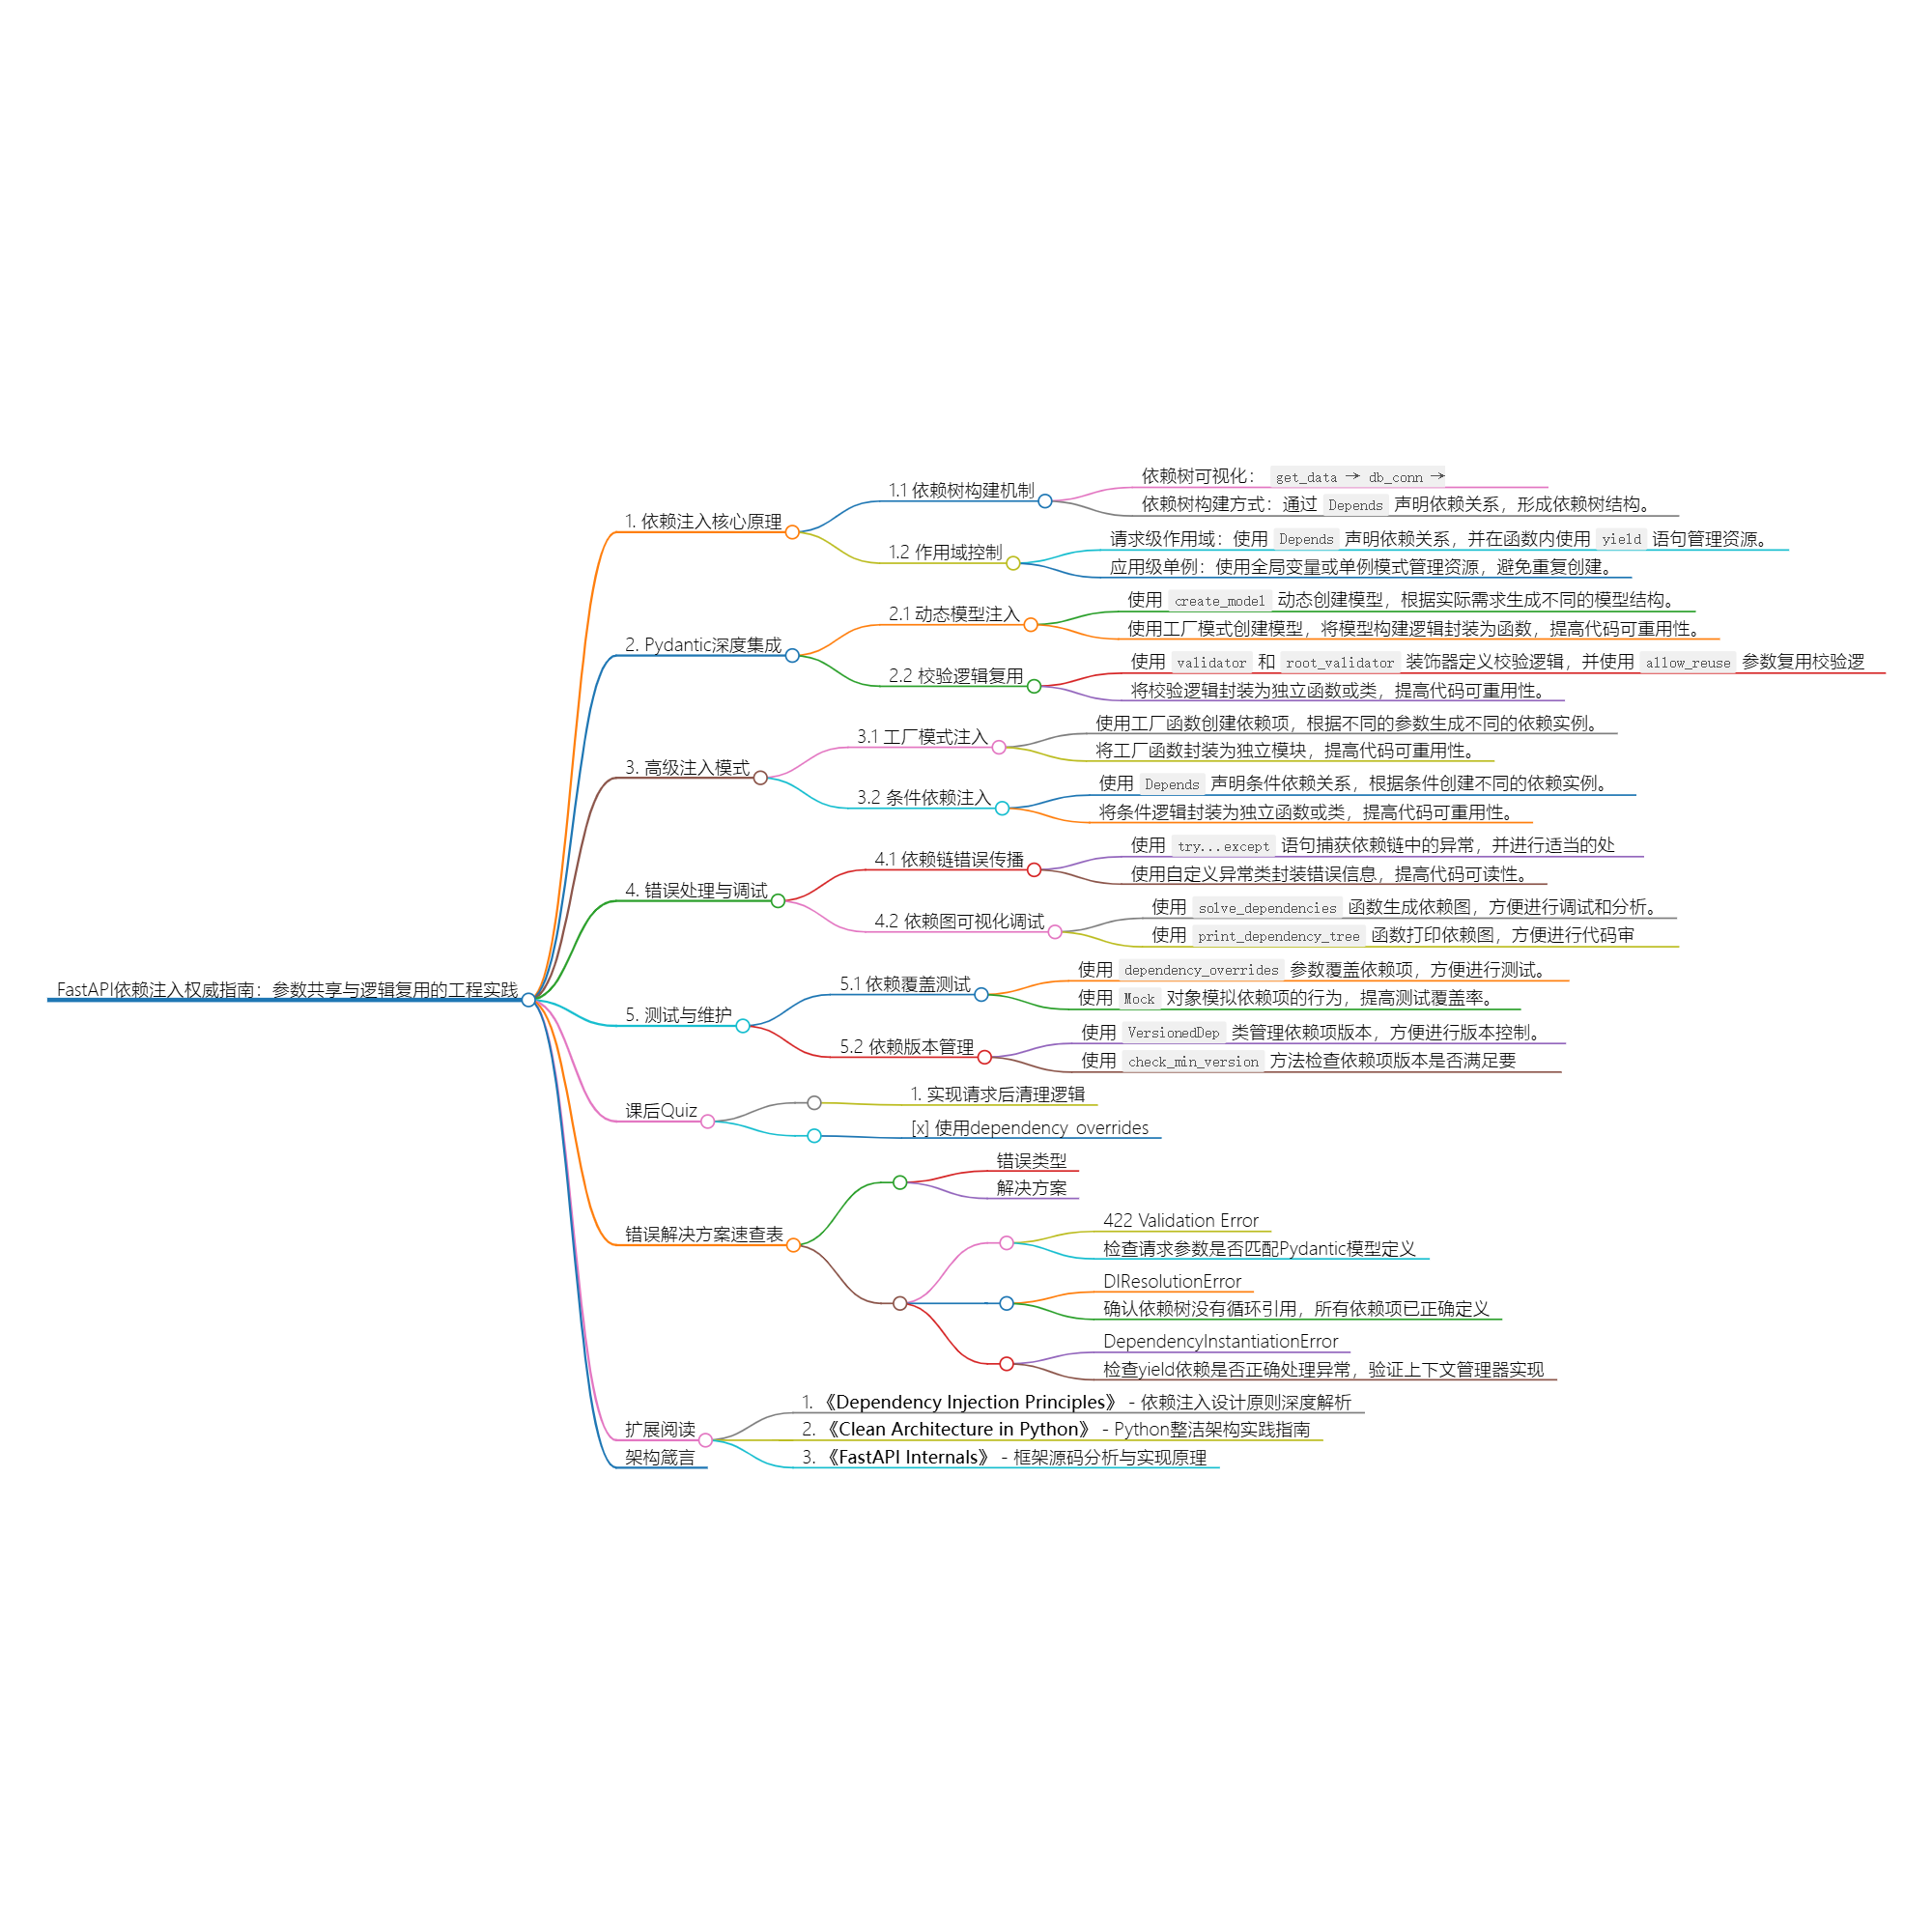 FastAPI依赖注入权威指南：参数共享与逻辑复用的工程实践
1. 依赖注入核心原理
1.1 依赖树构建机制
依赖树可视化： get_data → db_conn →
依赖树构建方式：通过 Depends 声明依赖关系，形成依赖树结构。
1.2 作用域控制
请求级作用域：使用 Depends 声明依赖关系，并在函数内使用 yield 语句管理资源。
应用级单例：使用全局变量或单例模式管理资源，避免重复创建。
2. Pydantic深度集成
2.1 动态模型注入
使用 create_model 动态创建模型，根据实际需求生成不同的模型结构。
使用工厂模式创建模型，将模型构建逻辑封装为函数，提高代码可重用性。
2.2 校验逻辑复用
使用 validator 和 root_validator 装饰器定义校验逻辑，并使用 allow_reuse 参数复用校验逻
将校验逻辑封装为独立函数或类，提高代码可重用性。
3. 高级注入模式
3.1 工厂模式注入
使用工厂函数创建依赖项，根据不同的参数生成不同的依赖实例。
将工厂函数封装为独立模块，提高代码可重用性。
3.2 条件依赖注入
使用 Depends 声明条件依赖关系，根据条件创建不同的依赖实例。
将条件逻辑封装为独立函数或类，提高代码可重用性。
4. 错误处理与调试
4.1 依赖链错误传播
使用 try...except 语句捕获依赖链中的异常，并进行适当的处
使用自定义异常类封装错误信息，提高代码可读性。
4.2 依赖图可视化调试
使用 solve_dependencies 函数生成依赖图，方便进行调试和分析。
使用 print_dependency_tree 函数打印依赖图，方便进行代码审
5. 测试与维护
5.1 依赖覆盖测试
使用 dependency_overrides 参数覆盖依赖项，方便进行测试。
使用 Mock 对象模拟依赖项的行为，提高测试覆盖率。
5.2 依赖版本管理
使用 VersionedDep 类管理依赖项版本，方便进行版本控制。
使用 check_min_version 方法检查依赖项版本是否满足要
课后Quiz
1. 实现请求后清理逻辑
[x] 使用dependency_overrides
错误解决方案速查表
错误类型
解决方案
422 Validation Error
检查请求参数是否匹配Pydantic模型定义
DIResolutionError
确认依赖树没有循环引用，所有依赖项已正确定义
DependencyInstantiationError
检查yield依赖是否正确处理异常，验证上下文管理器实现
扩展阅读
1. 《Dependency Injection Principles》 - 依赖注入设计原则深度解析
2. 《Clean Architecture in Python》 - Python整洁架构实践指南
3. 《FastAPI Internals》 - 框架源码分析与实现原理
架构箴言